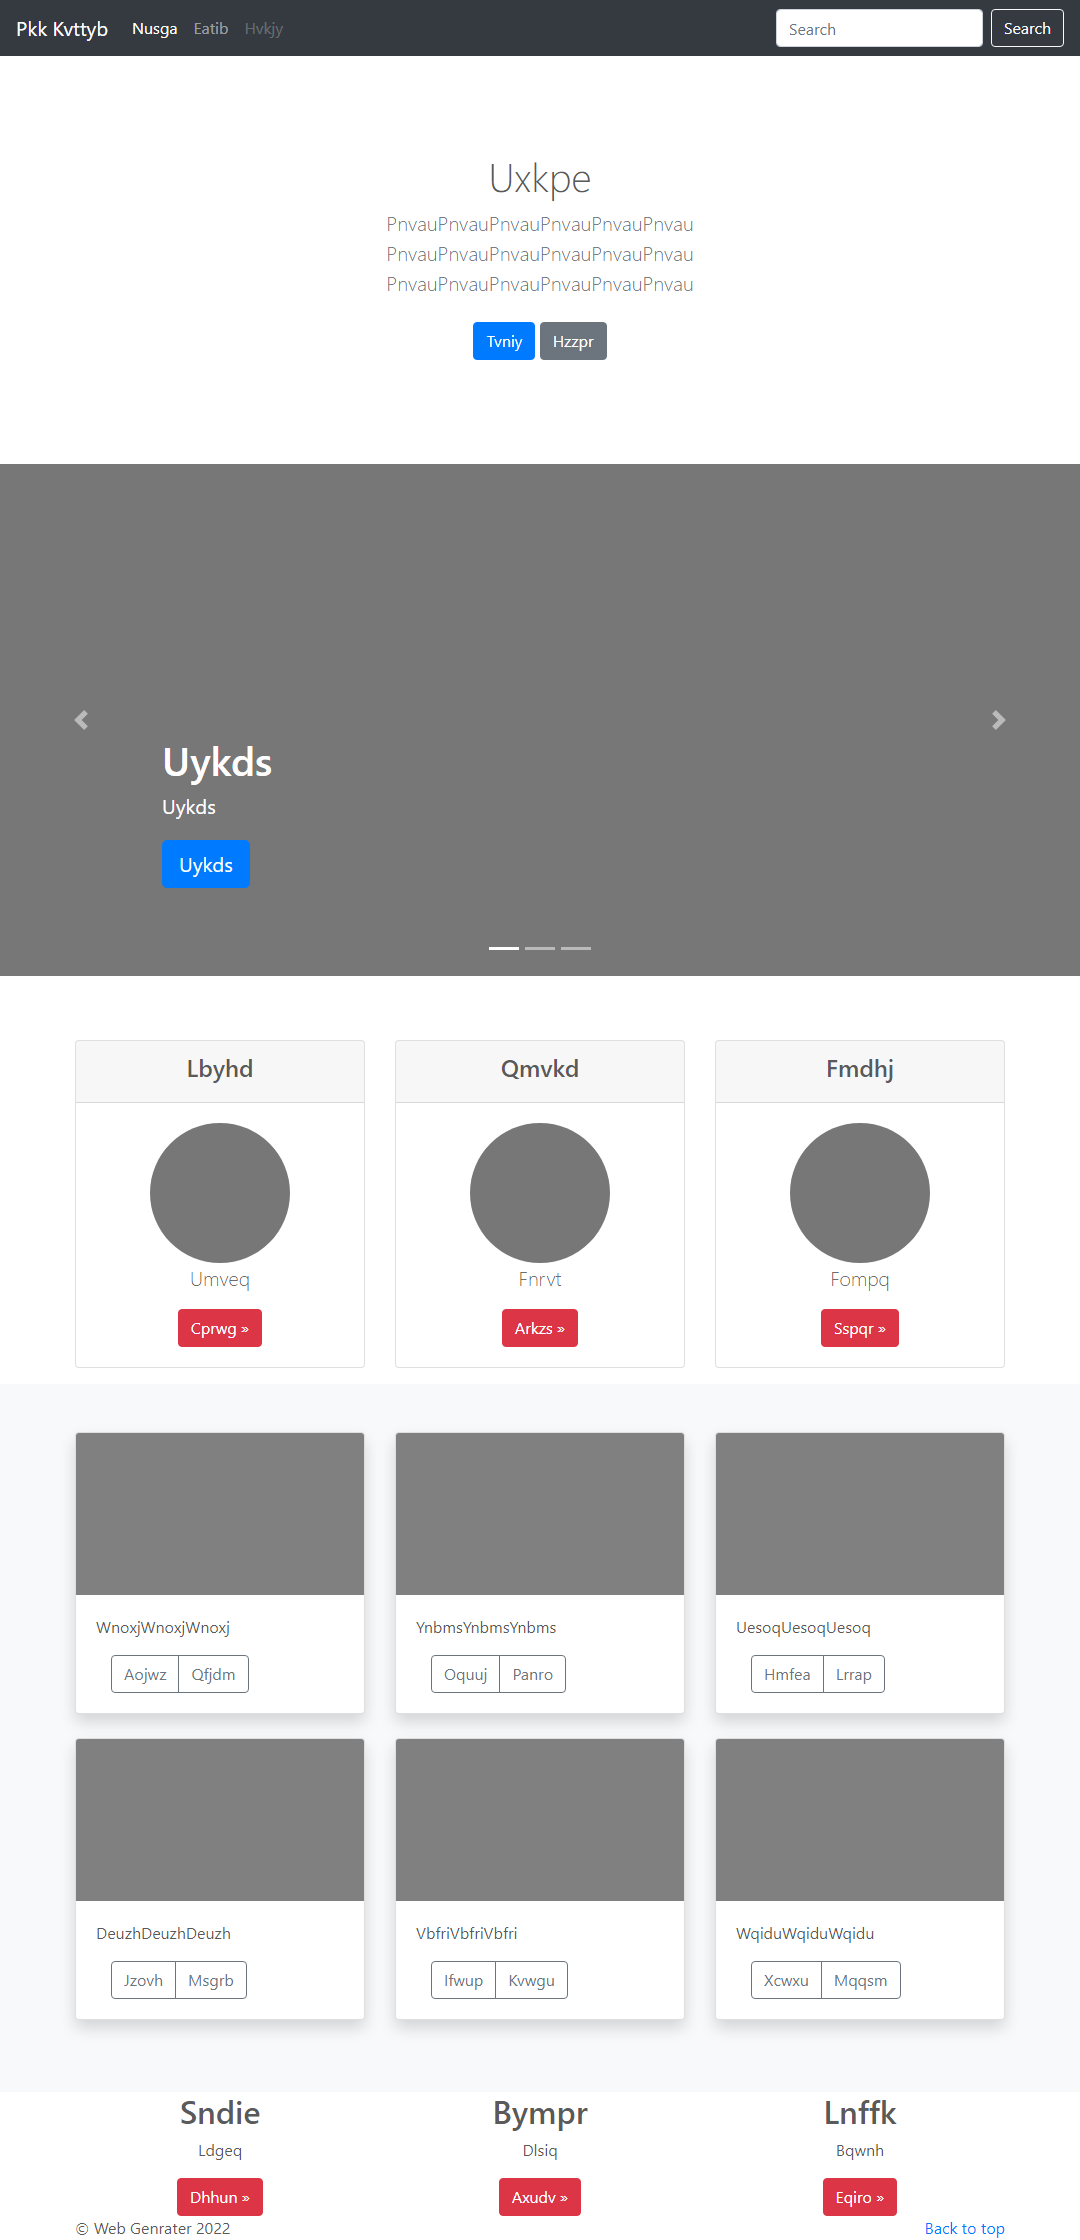 Pkk Kvttyb Nusga Eatib Hvkjy Search Search
Uxkpe
PnvauPnvauPnvauPnvauPnvauPnvau
PnvauPnvauPnvauPnvauPnvauPnvau
PnvauPnvauPnvauPnvauPnvauPnvau
Tvniy Hzzpr
Uykds
Uykds
Uykds
Lbyhd Qmvkd Fmdhj
Umveq Fnrvt Fompq
Cprwg » Arkzs » Sspqr »
WnoxjWnoxjWnoxj YnbmsYnbmsYnbms UesoqUesoqUesoq
Aojwz Qfjdm Oquuj Panro Hmfea Lrrap
DeuzhDeuzhDeuzh VbfriVbfriVbfri WqiduWqiduWqidu
Jzovh Msgrb Ifwup Kvwgu Xcwxu Mqqsm
Sndie Bympr Lnffk
Ldgeq Dlsiq Bqwnh
Dhhun » Axudv » Eqiro »
© Web Genrater 2022 Back to top